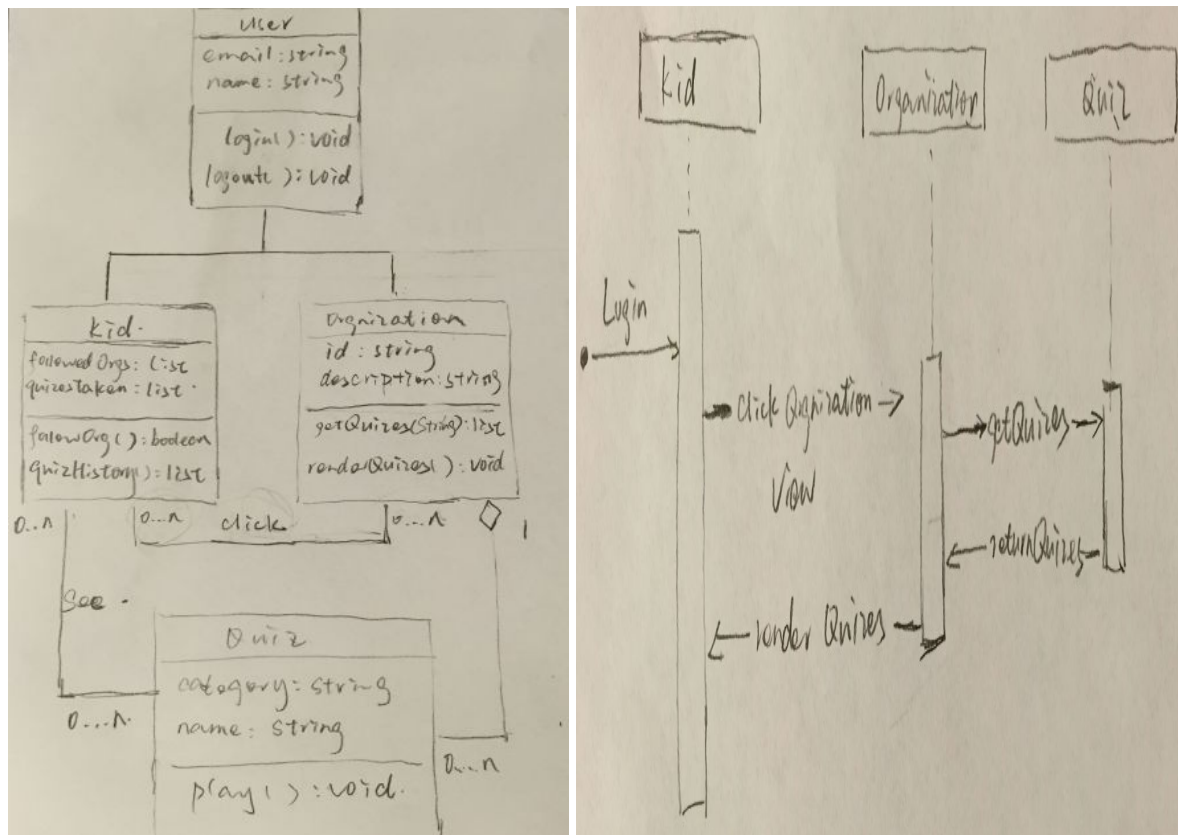 User
email: string
name: string
login(): void
logout(): void
Kid.
followedOrgs: list
quizesTaken: list
followOrg(): boolean
quizHistory(): list
Orgnization
id: string
description: string
getQuizes(String): list
renderQuizes(): void
0...n
0...n
click
0...n
1
See
Quiz
category: string
name: string
play(): void.
0...n
0...n
Kid
Organization
Quiz
Login
click Orgnization
View
getQuizes
returnQuizes
render Quizes